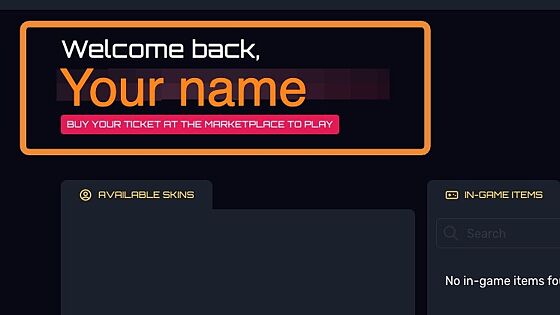 Welcome back,
Your name
BUY YOUR TICKET AT THE MARKETPLACE TO PLAY
AVAILABLE SKINS
IN-GAME ITEMS
Search
No in-game items fou